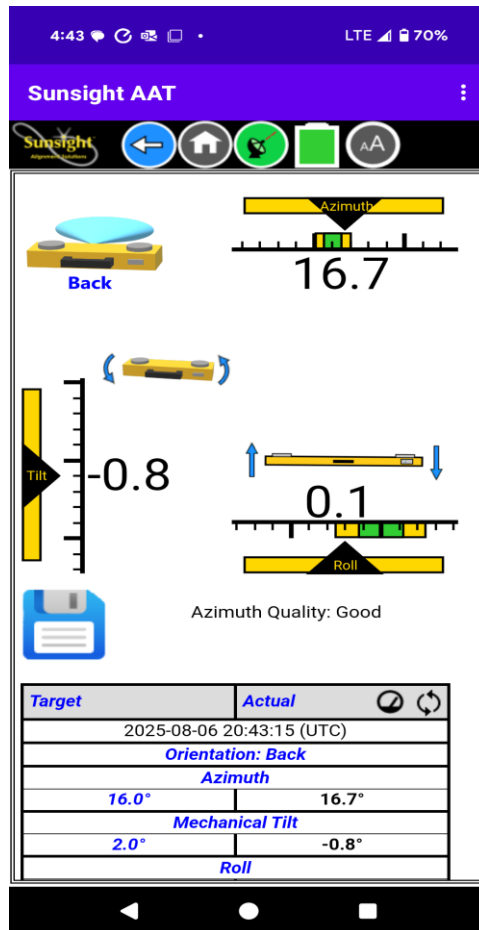 4:43
LTE 70%
Sunsight AAT
Sunsight
Alignment Solutions
AA
Azimuth
16.7
Back
Tilt
-0.8
0.1
Roll
Azimuth Quality: Good
Target Actual
2025-08-06 20:43:15 (UTC)
Orientation: Back
Azimuth
16.0° 16.7°
Mechanical Tilt
2.0° -0.8°
Roll